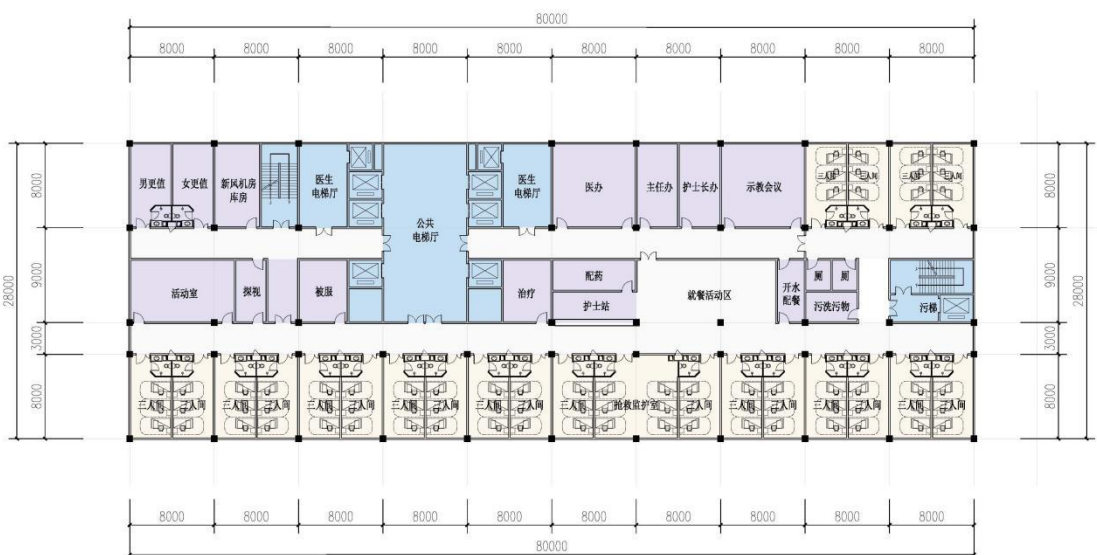 80000
8000 8000 8000 8000 8000 8000 8000 8000 8000 8000
28000
8000
9000
3000
8000
男更值 女更值 新风机房 库房
医生 电梯厅
公共 电梯厅
医生 电梯厅
医办
主任办 护士长办
示教会议
三人间 三人间 三人间 三人间
活动室 探视 被服
治疗
配药
护士站
就餐活动区
开水 配餐
厕 厕
污洗污物
污梯
三人间 三人间 三人间 三人间 三人间 三人间 三人间 三人间 三人间 三人间 三人间 抢救监护室 三人间 三人间 三人间 三人间 三人间 三人间
8000
9000
3000
8000
28000
8000 8000 8000 8000 8000 8000 8000 8000 8000 8000
80000